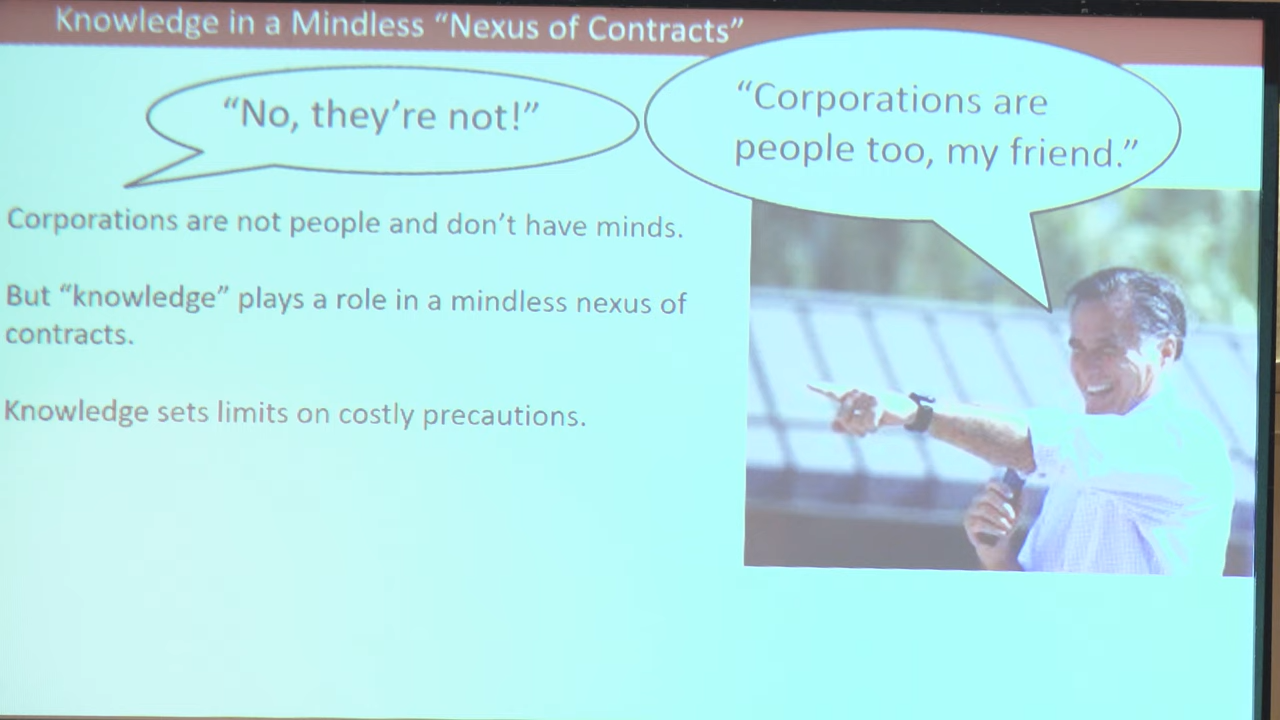 Knowledge in a Mindless “Nexus of Contracts”
“No, they’re not!”
“Corporations are
people too, my friend.”
Corporations are not people and don’t have minds.
But “knowledge” plays a role in a mindless nexus of
contracts.
Knowledge sets limits on costly precautions.